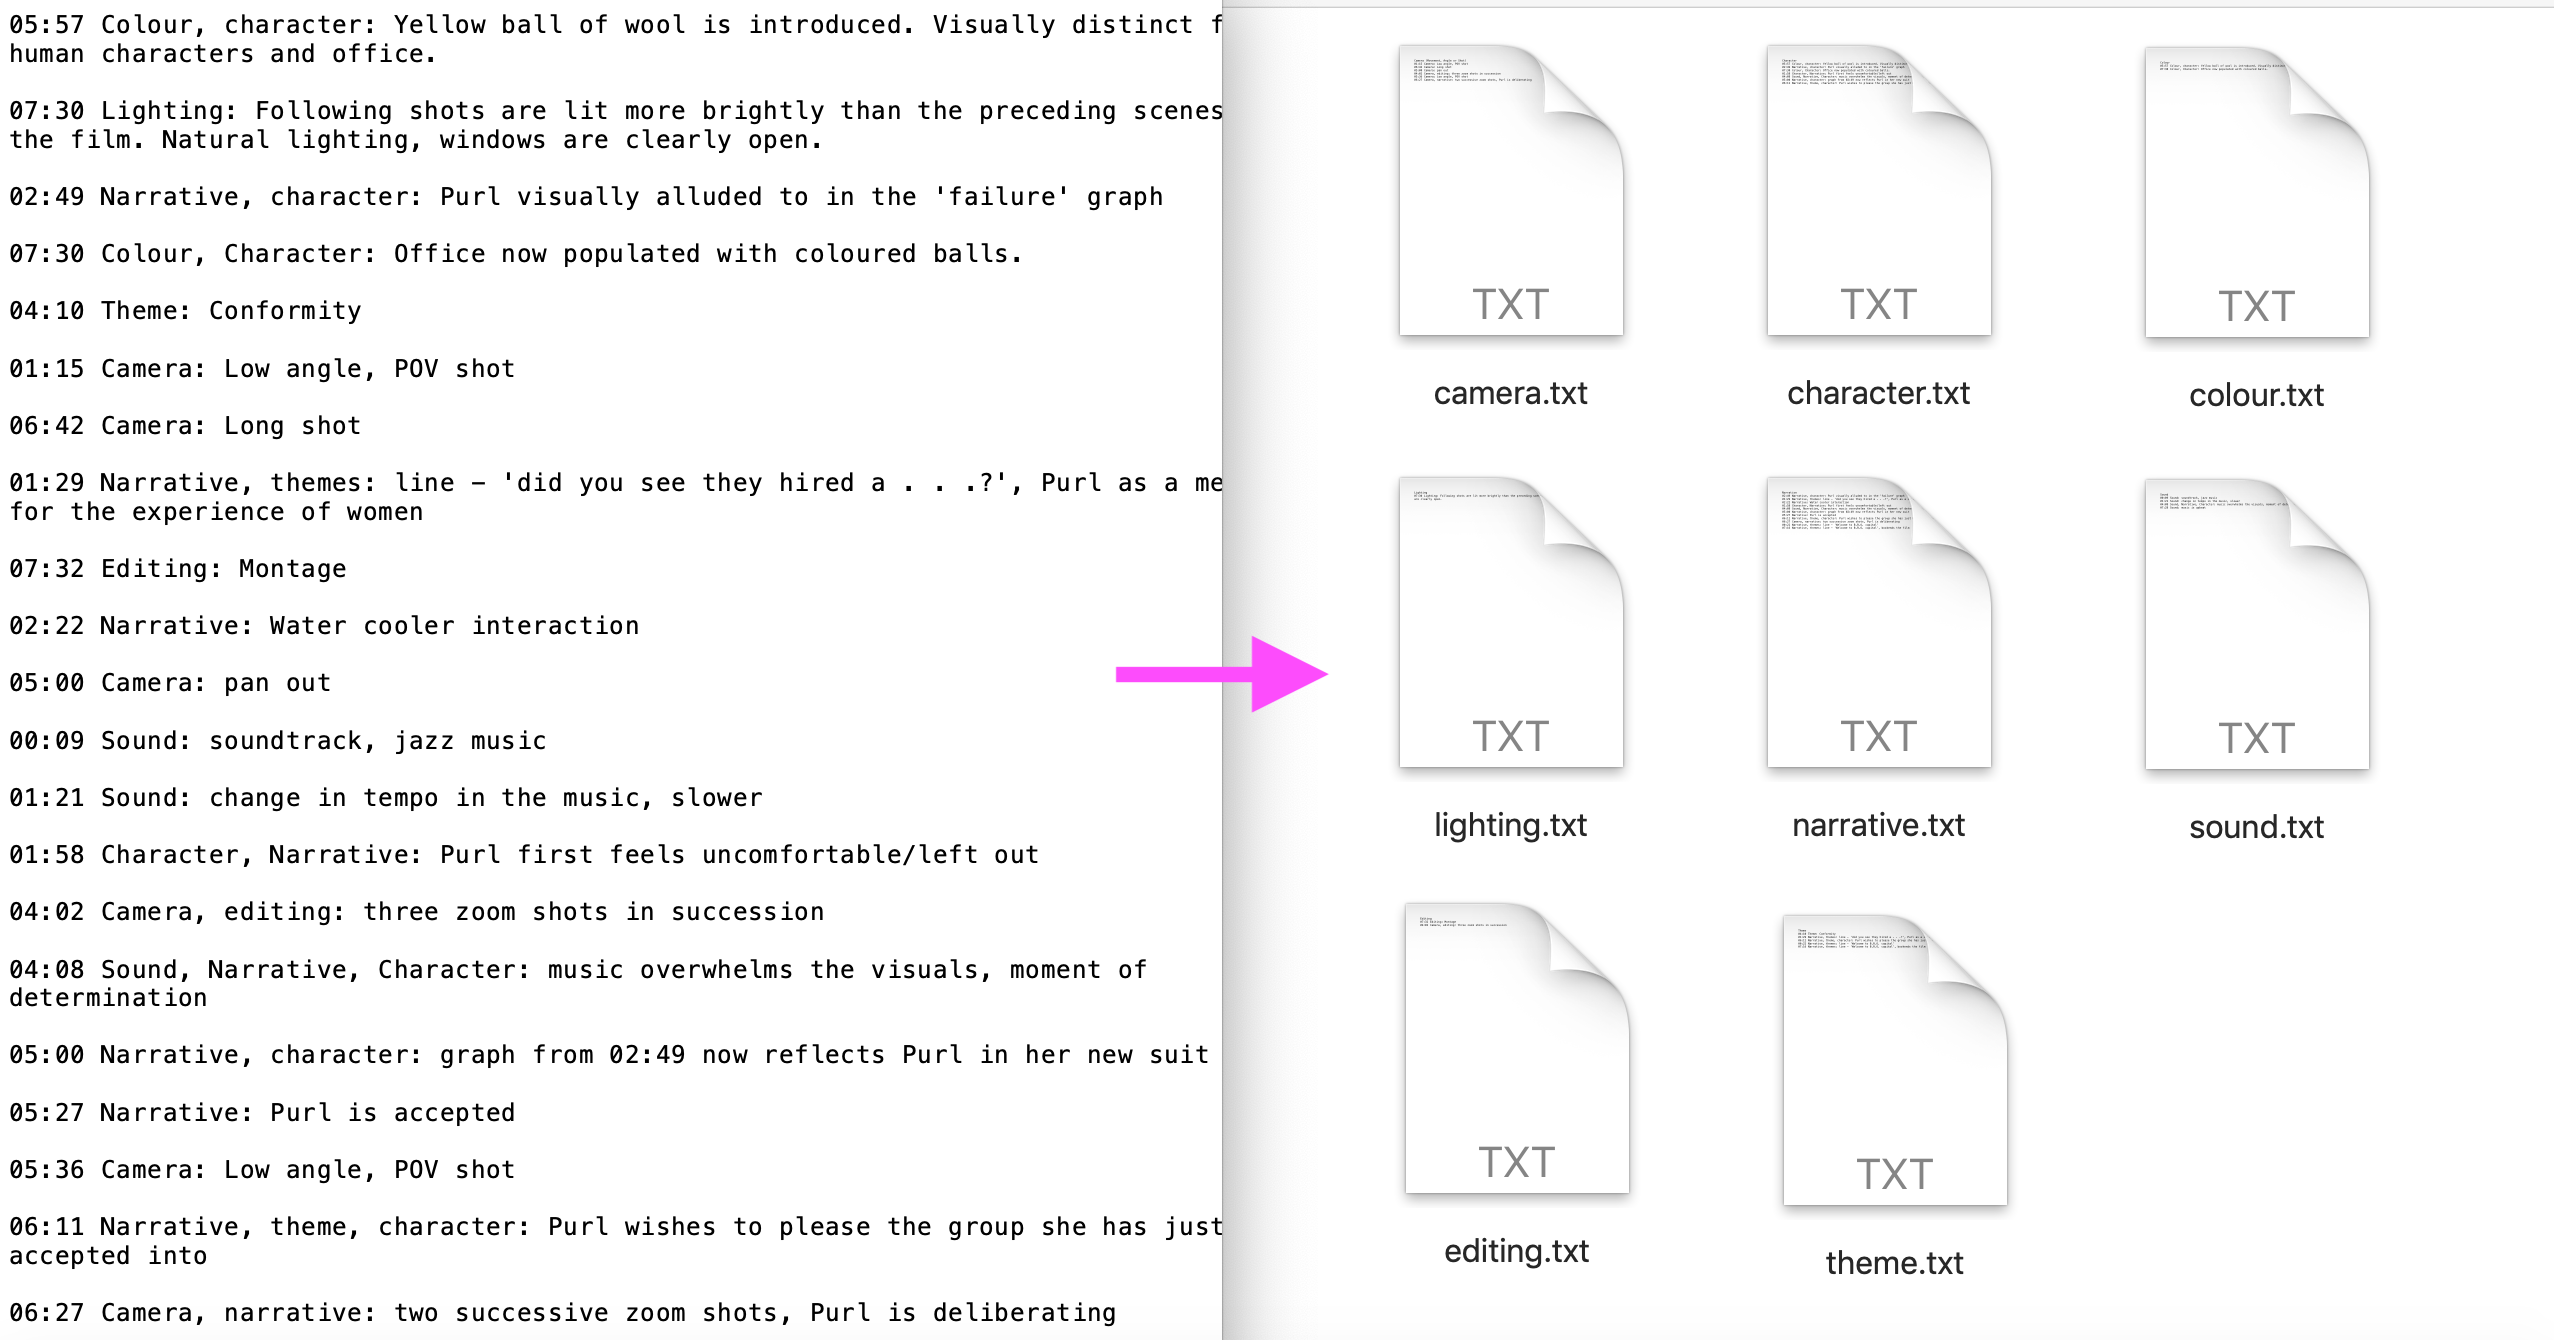 05:57 Colour, character: Yellow ball of wool is introduced. Visually distinct f
human characters and office.
07:30 Lighting: Following shots are lit more brightly than the preceding scenes
the film. Natural lighting, windows are clearly open.
02:49 Narrative, character: Purl visually alluded to in the 'failure' graph
07:30 Colour, Character: Office now populated with coloured balls.
04:10 Theme: Conformity
01:15 Camera: Low angle, POV shot
06:42 Camera: Long shot
01:29 Narrative, themes: line – 'did you see they hired a . . .?', Purl as a me
for the experience of women
07:32 Editing: Montage
02:22 Narrative: Water cooler interaction
05:00 Camera: pan out
00:09 Sound: soundtrack, jazz music
01:21 Sound: change in tempo in the music, slower
01:58 Character, Narrative: Purl first feels uncomfortable/left out
04:02 Camera, editing: three zoom shots in succession
04:08 Sound, Narrative, Character: music overwhelms the visuals, moment of
determination
05:00 Narrative, character: graph from 02:49 now reflects Purl in her new suit
05:27 Narrative: Purl is accepted
05:36 Camera: Low angle, POV shot
06:11 Narrative, theme, character: Purl wishes to please the group she has just
accepted into
06:27 Camera, narrative: two successive zoom shots, Purl is deliberating
TXT
camera.txt
TXT
character.txt
TXT
colour.txt
TXT
lighting.txt
TXT
narrative.txt
TXT
sound.txt
TXT
editing.txt
TXT
theme.txt